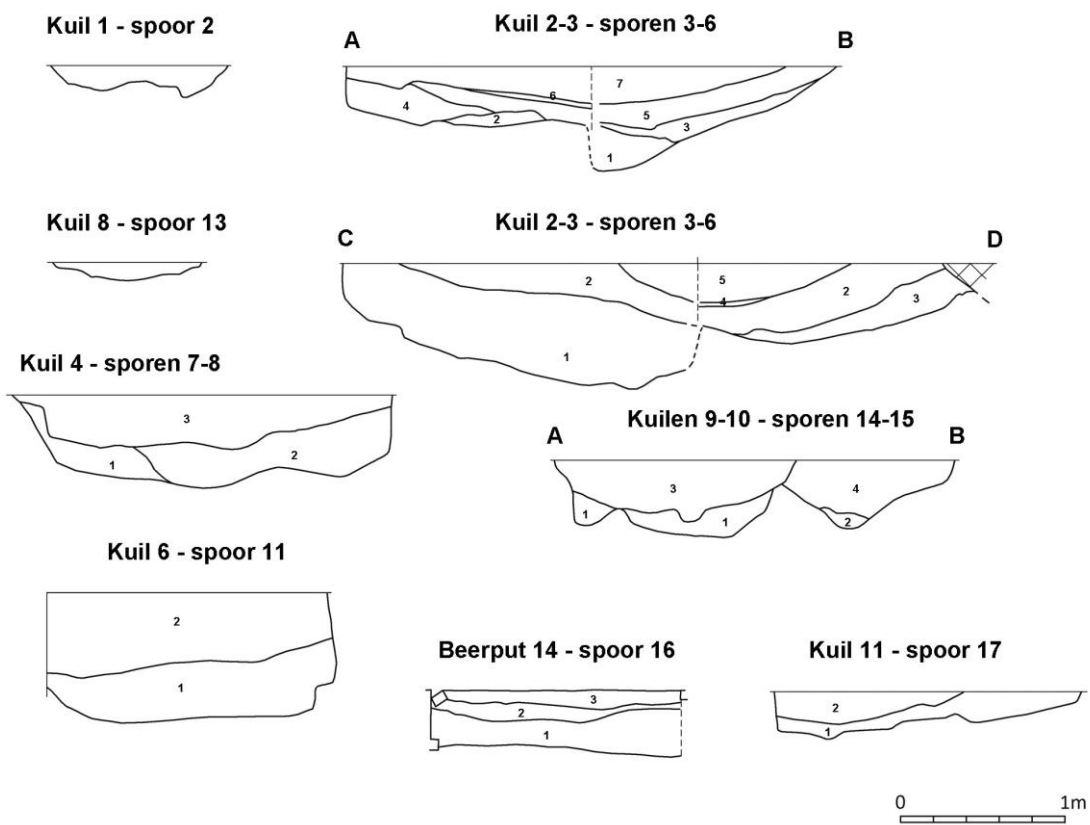 Kuil 1 - spoor 2
Kuil 2-3 - sporen 3-6
A B
7
6
4
5
2
3
1
Kuil 8 - spoor 13
Kuil 2-3 - sporen 3-6
C D
2
5
2
4
3
1
Kuil 4 - sporen 7-8
3
2
1
Kuilen 9-10 - sporen 14-15
A B
3 4
1 1 2
Kuil 6 - spoor 11
2
1
Beerput 14 - spoor 16
3
2
1
Kuil 11 - spoor 17
2
1
0 1m